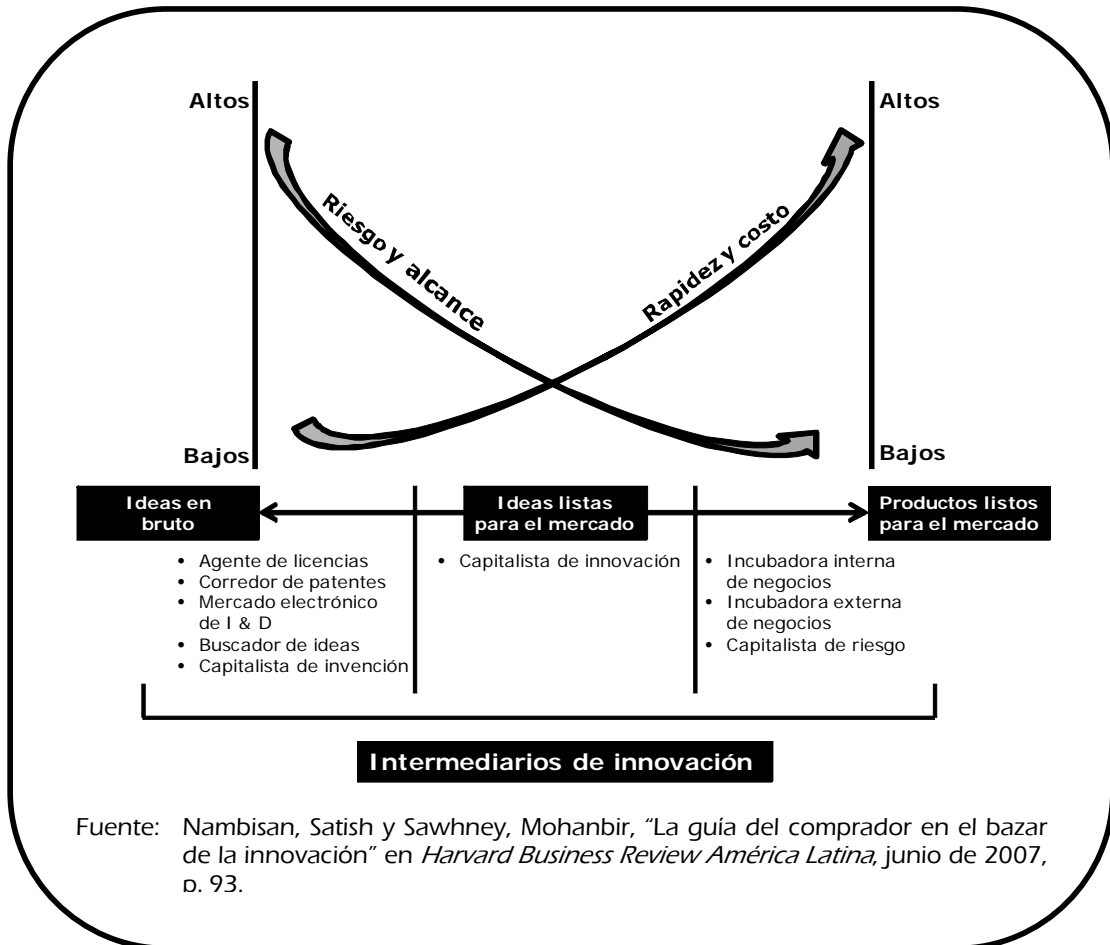 Altos
Altos
Riesgo y alcance
Rapidez y costo
Bajos
Bajos
Ideas en
bruto
Ideas listas
para el mercado
Productos listos
para el mercado
• Agente de licencias
• Corredor de patentes
• Mercado electrónico
de I & D
• Buscador de ideas
• Capitalista de invención
• Capitalista de innovación
• Incubadora interna
de negocios
• Incubadora externa
de negocios
• Capitalista de riesgo
Intermediarios de innovación
Fuente: Nambisan, Satish y Sawhney, Mohanbir, “La guía del comprador en el bazar
de la innovación” en Harvard Business Review América Latina, junio de 2007,
p. 93.